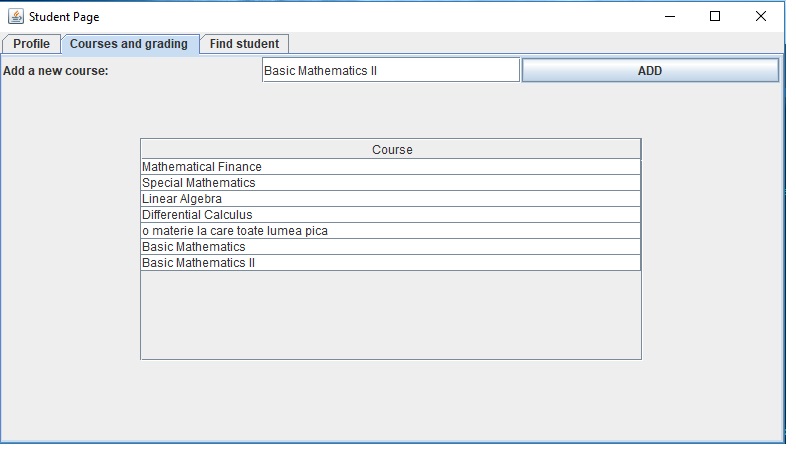 Student Page
Profile Courses and grading Find student
Add a new course: Basic Mathematics II ADD
Course
Mathematical Finance
Special Mathematics
Linear Algebra
Differential Calculus
o materie la care toate lumea pica
Basic Mathematics
Basic Mathematics II